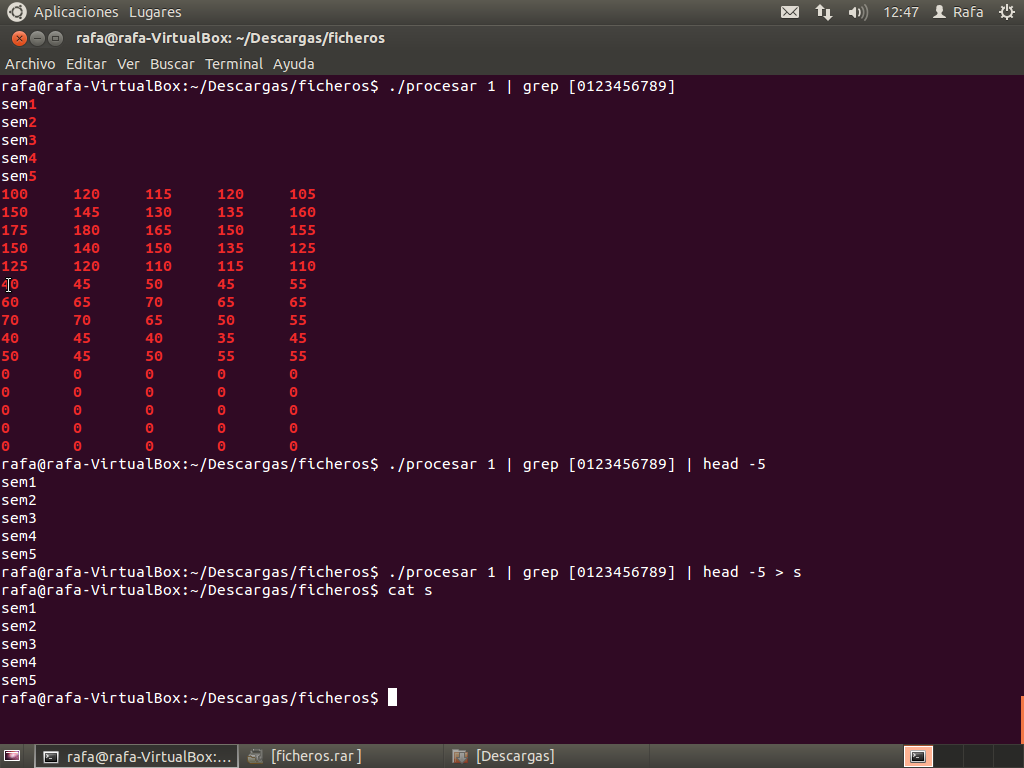 Aplicaciones Lugares 12:47 Rafa
rafa@rafa-VirtualBox: ~/Descargas/ficheros
Archivo Editar Ver Buscar Terminal Ayuda
rafa@rafa-VirtualBox:~/Descargas/ficheros$ ./procesar 1 | grep [0123456789]
sem1
sem2
sem3
sem4
sem5
100 120 115 120 105
150 145 130 135 160
175 180 165 150 155
150 140 150 135 125
125 120 110 115 110
40 45 50 45 55
60 65 70 65 65
70 70 65 50 55
40 45 40 35 45
50 45 50 55 55
0 0 0 0 0
0 0 0 0 0
0 0 0 0 0
0 0 0 0 0
0 0 0 0 0
rafa@rafa-VirtualBox:~/Descargas/ficheros$ ./procesar 1 | grep [0123456789] | head -5
sem1
sem2
sem3
sem4
sem5
rafa@rafa-VirtualBox:~/Descargas/ficheros$ ./procesar 1 | grep [0123456789] | head -5 > s
rafa@rafa-VirtualBox:~/Descargas/ficheros$ cat s
sem1
sem2
sem3
sem4
sem5
rafa@rafa-VirtualBox:~/Descargas/ficheros$
rafa@rafa-VirtualBox:... [ficheros.rar ] [Descargas]